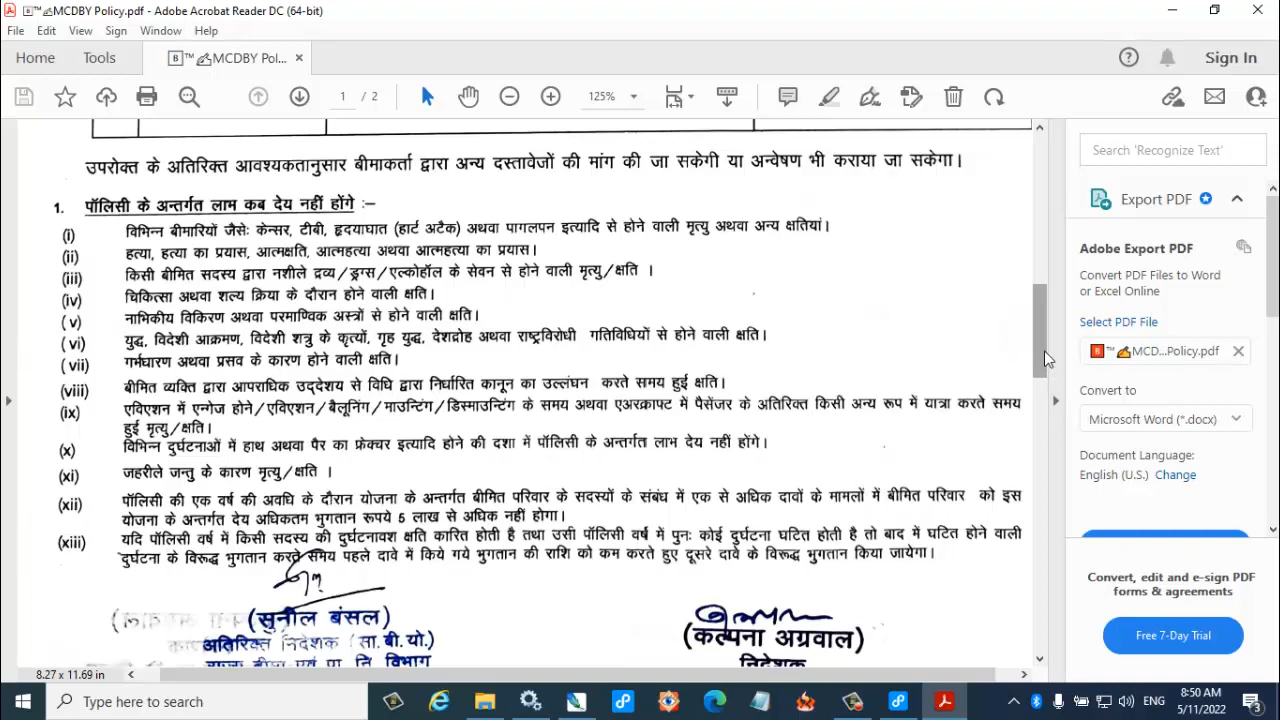 MCDBY Policy.pdf - Adobe Acrobat Reader DC (64-bit)
File Edit View Sign Window Help
Home Tools B™✍MCDBY Pol... × Sign In
1 / 2 125%
उपरोक्त के अतिरिक्त आवश्यकतानुसार बीमाकर्ता द्वारा अन्य दस्तावेजों की मांग की जा सकेगी या अन्वेषण भी कराया जा सकेगा।
1. पॉलिसी के अन्तर्गत लाभ कब देय नहीं होंगे :–
(i) विभिन्न बीमारियों जैसेः केन्सर, टीबी, हृदयाघात (हार्ट अटैक) अथवा पागलपन इत्यादि से होने वाली मृत्यु अथवा अन्य क्षतियां।
(ii) हत्या, हत्या का प्रयास, आत्मक्षति, आत्महत्या अथवा आत्महत्या का प्रयास।
(iii) किसी बीमित सदस्य द्वारा नशीले द्रव्य/ड्रग्स/एल्कोहॉल के सेवन से होने वाली मृत्यु/क्षति ।
(iv) चिकित्सा अथवा शल्य क्रिया के दौरान होने वाली क्षति।
(v) नाभिकीय विकिरण अथवा परमाण्विक अस्त्रों से होने वाली क्षति।
(vi) युद्ध, विदेशी आक्रमण, विदेशी शत्रु के कृत्यों, गृह युद्ध, देशद्रोह अथवा राष्ट्रविरोधी गतिविधियों से होने वाली क्षति।
(vii) गर्भधारण अथवा प्रसव के कारण होने वाली क्षति।
(viii) बीमित व्यक्ति द्वारा आपराधिक उद्देश्य से विधि द्वारा निर्धारित कानून का उल्लंघन करते समय हुई क्षति।
(ix) एविएशन में एन्गेज होने/एविएशन/बैलूनिंग/माउन्टिंग/डिस्माउन्टिंग के समय अथवा एअरक्राफ्ट में पैसेंजर के अतिरिक्त किसी अन्य रूप में यात्रा करते समय
हुई मृत्यु/क्षति।
(x) विभिन्न दुर्घटनाओं में हाथ अथवा पैर का फ्रेक्चर इत्यादि होने की दशा में पॉलिसी के अन्तर्गत लाभ देय नहीं होंगे।
(xi) जहरीले जन्तु के कारण मृत्यु/क्षति ।
(xii) पॉलिसी की एक वर्ष की अवधि के दौरान योजना के अन्तर्गत बीमित परिवार के सदस्यों के संबंध में एक से अधिक दावों के मामलों में बीमित परिवार को इस
योजना के अन्तर्गत देय अधिकतम भुगतान रूपये 5 लाख से अधिक नहीं होगा।
(xiii) यदि पॉलिसी वर्ष में किसी सदस्य की दुर्घटनावश क्षति कारित होती है तथा उसी पॉलिसी वर्ष में पुनः कोई दुर्घटना घटित होती है तो बाद में घटित होने वाली
दुर्घटना के विरूद्ध भुगतान करते समय पहले दावे में किये गये भुगतान की राशि को कम करते हुए दूसरे दावे के विरूद्ध भुगतान किया जायेगा।
(सुनील बंसल)
अतिरिक्त निदेशक (सा.बी.यो.)
(कल्पना अग्रवाल)
निदेशक
8.27 x 11.69 in
Search 'Recognize Text'
Export PDF
Adobe Export PDF
Convert PDF Files to Word
or Excel Online
Select PDF File
B™✍MCD...Policy.pdf ×
Convert to
Microsoft Word (*.docx)
Document Language:
English (U.S.) Change
Convert, edit and e-sign PDF
forms & agreements
Free 7-Day Trial
Type here to search
ENG
8:50 AM
5/11/2022
3